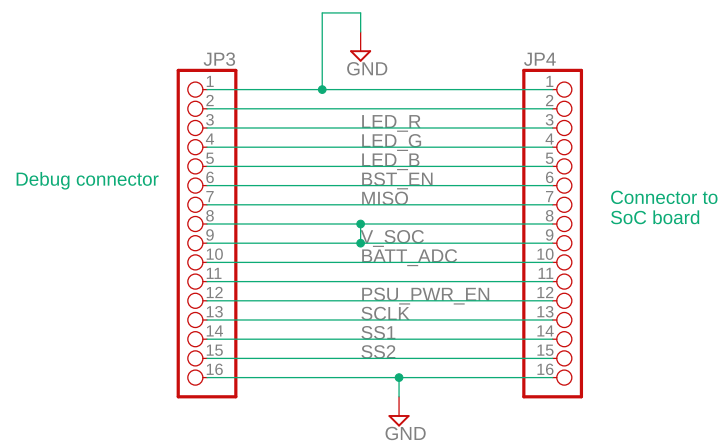 JP3
JP4
GND
1
1
2
2
3
LED_R
3
4
LED_G
4
5
LED_B
5
Debug connector
6
BST_EN
6
7
MISO
7
Connector to
SoC board
8
8
9
V_SOC
9
10
BATT_ADC
10
11
11
12
PSU_PWR_EN
12
13
SCLK
13
14
SS1
14
15
SS2
15
16
16
GND